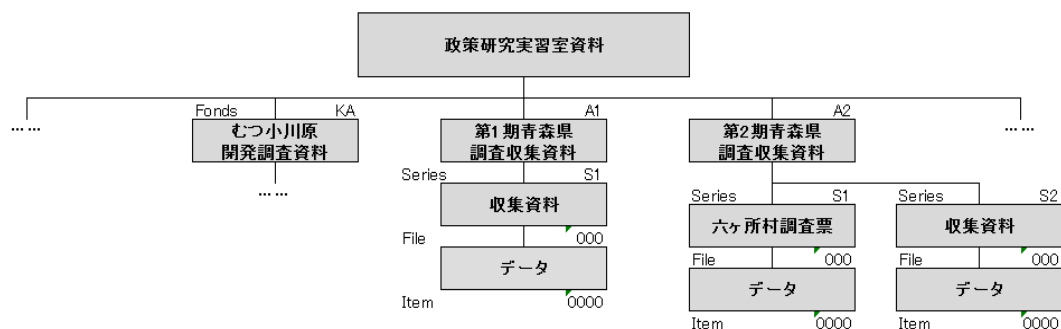 政策研究実習室資料
… …
Fonds KA
むつ小川原
開発調査資料
… …
A1
第1期青森県
調査収集資料
Series S1
収集資料
File 000
データ
Item 0000
A2
第2期青森県
調査収集資料
Series S1
六ヶ所村調査票
File 000
データ
Item 0000
Series S2
収集資料
File 000
データ
Item 0000
… …